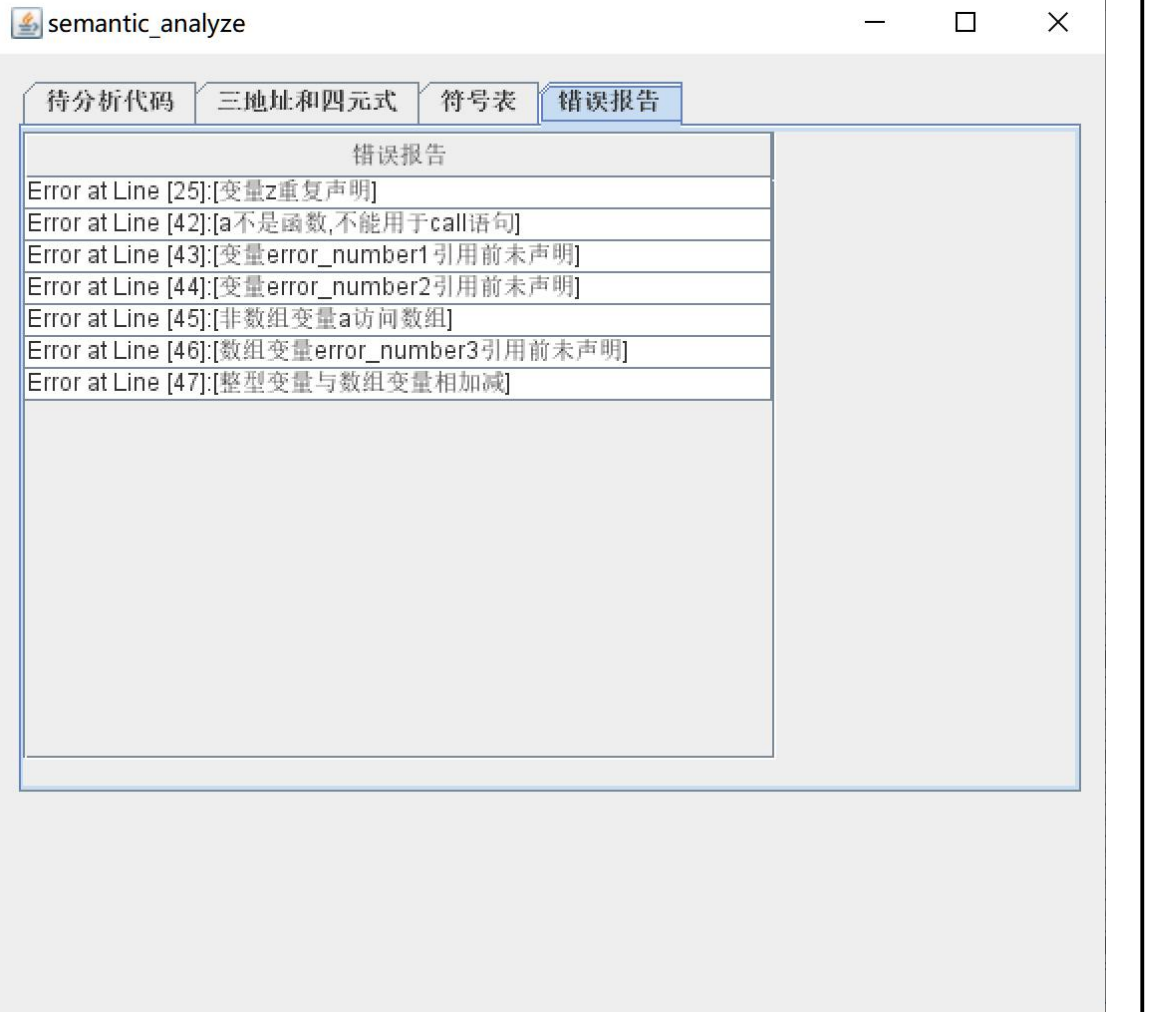 semantic_analyze
待分析代码 三地址和四元式 符号表 错误报告
错误报告
Error at Line [25]:[变量z重复声明]
Error at Line [42]:[a不是函数,不能用于call语句]
Error at Line [43]:[变量error_number1引用前未声明]
Error at Line [44]:[变量error_number2引用前未声明]
Error at Line [45]:[非数组变量a访问数组]
Error at Line [46]:[数组变量error_number3引用前未声明]
Error at Line [47]:[整型变量与数组变量相加减]